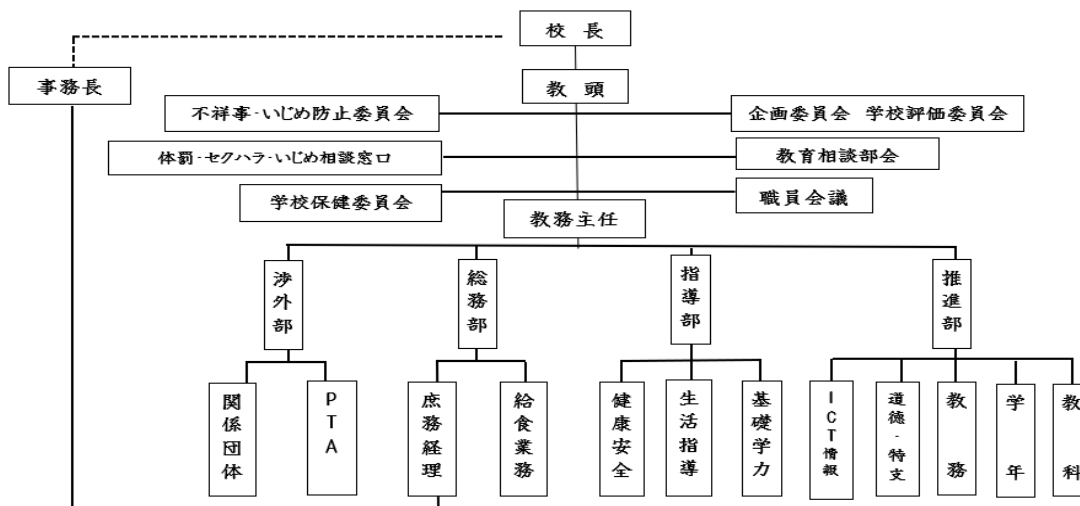 校 長
事務長
教 頭
不祥事・いじめ防止委員会
企画委員会 学校評価委員会
体罰・セクハラ・いじめ相談窓口
教育相談部会
学校保健委員会
職員会議
教務主任
渉外部
総務部
指導部
推進部
関係団体
PTA
庶務経理
給食業務
健康安全
生活指導
基礎学力
ICT情報
道徳・特支
教 務
学 年
教 科